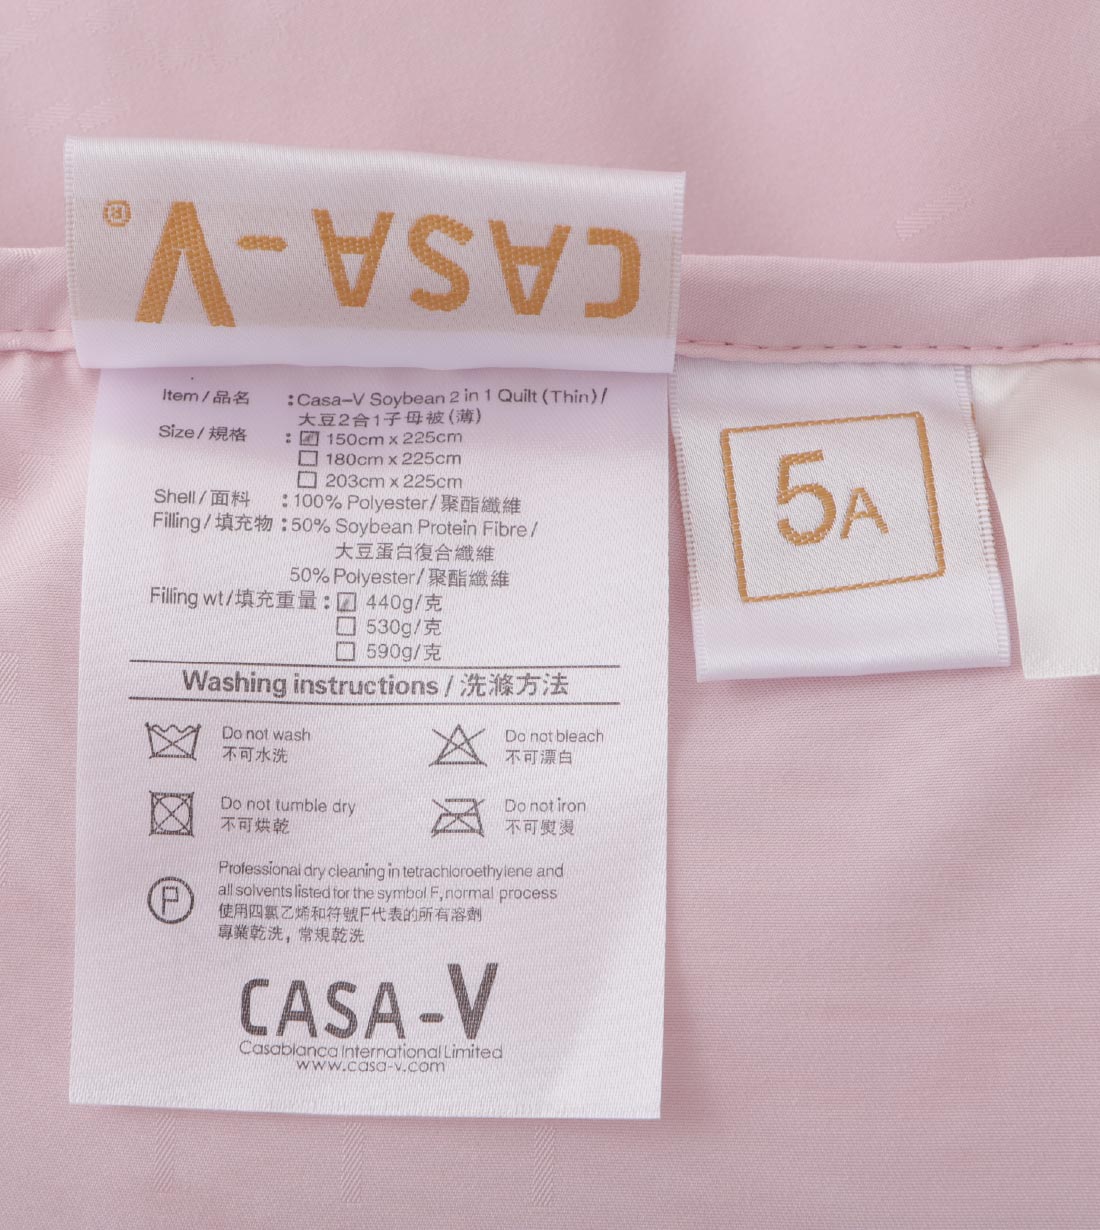 CASA-V®
Item/品名 :Casa-V Soybean 2 in 1 Quilt (Thin)/
大豆2合1子母被(薄)
Size/規格 : ☑ 150cm x 225cm
☐ 180cm x 225cm
☐ 203cm x 225cm
Shell/面料 :100% Polyester/聚酯纖維
Filling/填充物 :50% Soybean Protein Fibre/
大豆蛋白復合纖維
50% Polyester/聚酯纖維
Filling wt/填充重量 : ☑ 440g/克
☐ 530g/克
☐ 590g/克
Washing instructions / 洗滌方法
Do not wash
不可水洗
Do not bleach
不可漂白
Do not tumble dry
不可烘乾
Do not iron
不可熨燙
P
Professional dry cleaning in tetrachloroethylene and
all solvents listed for the symbol F, normal process
使用四氯乙烯和符號F代表的所有溶劑
專業乾洗，常規乾洗
CASA-V
Casablanca International Limited
www.casa-v.com
5A